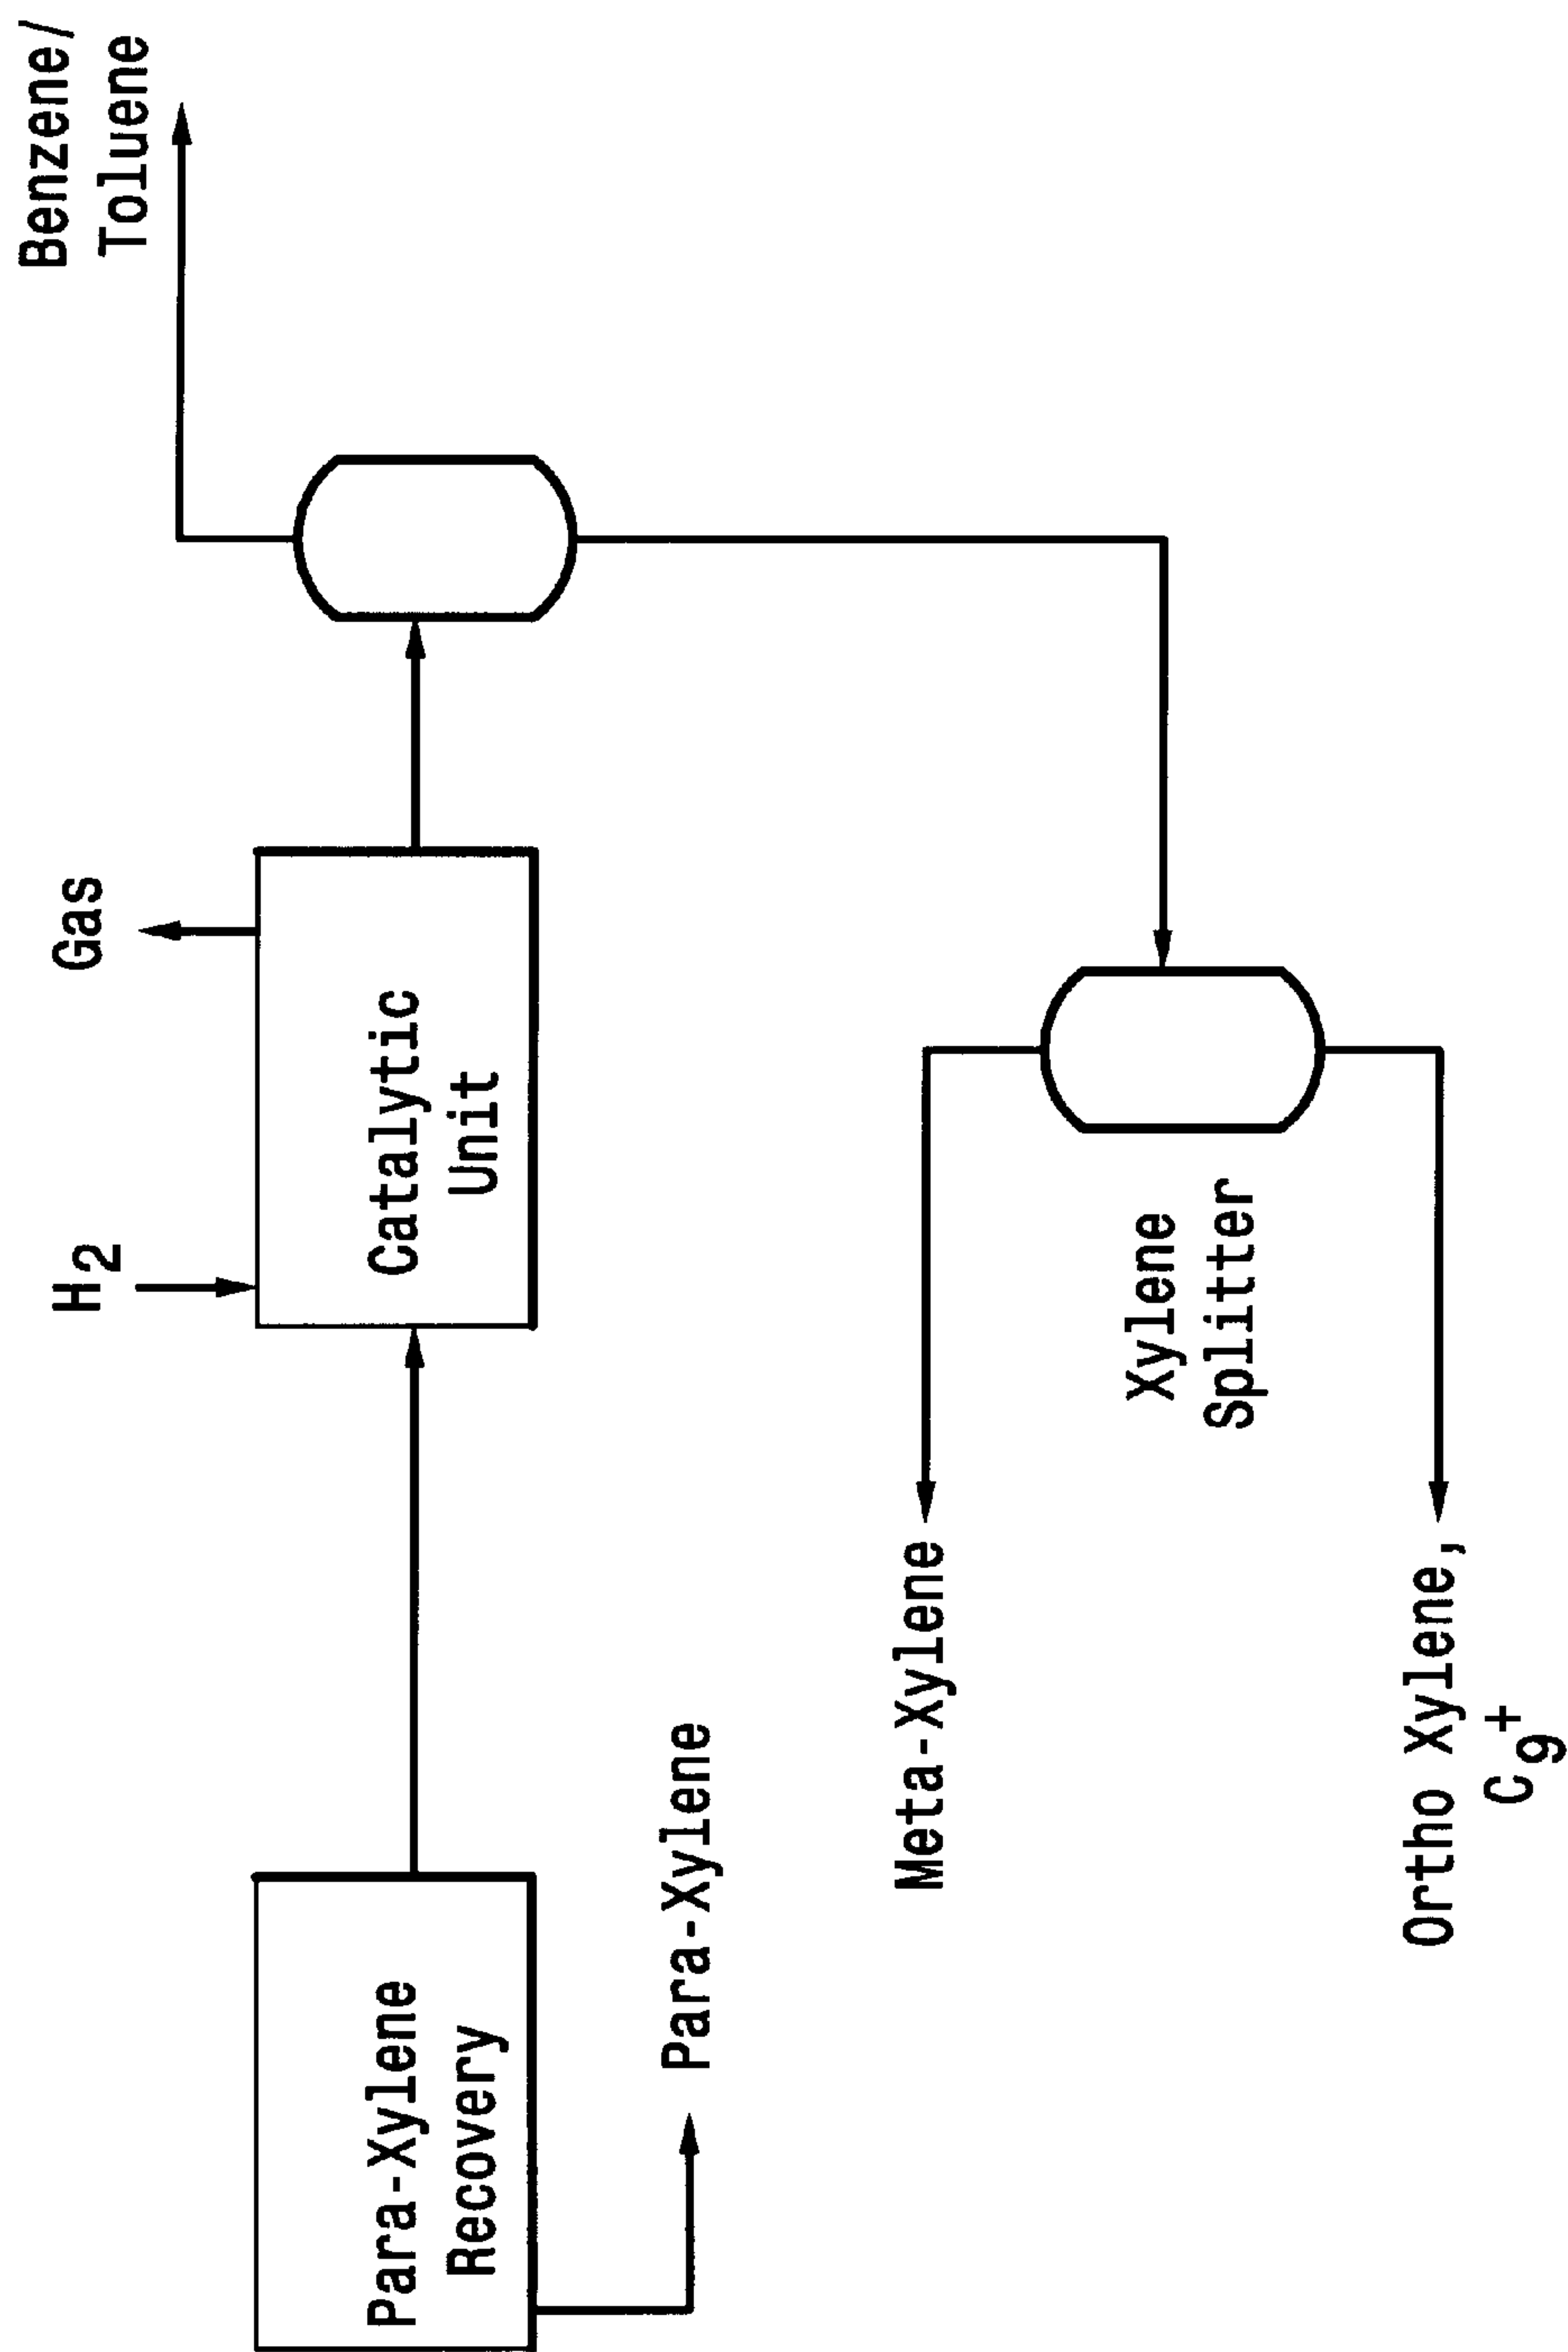 Benzene/
Toluene
Gas
H2
Catalytic
Unit
Para-Xylene
Recovery
Para-Xylene
Meta-Xylene
Xylene
Splitter
Ortho Xylene,
C9+